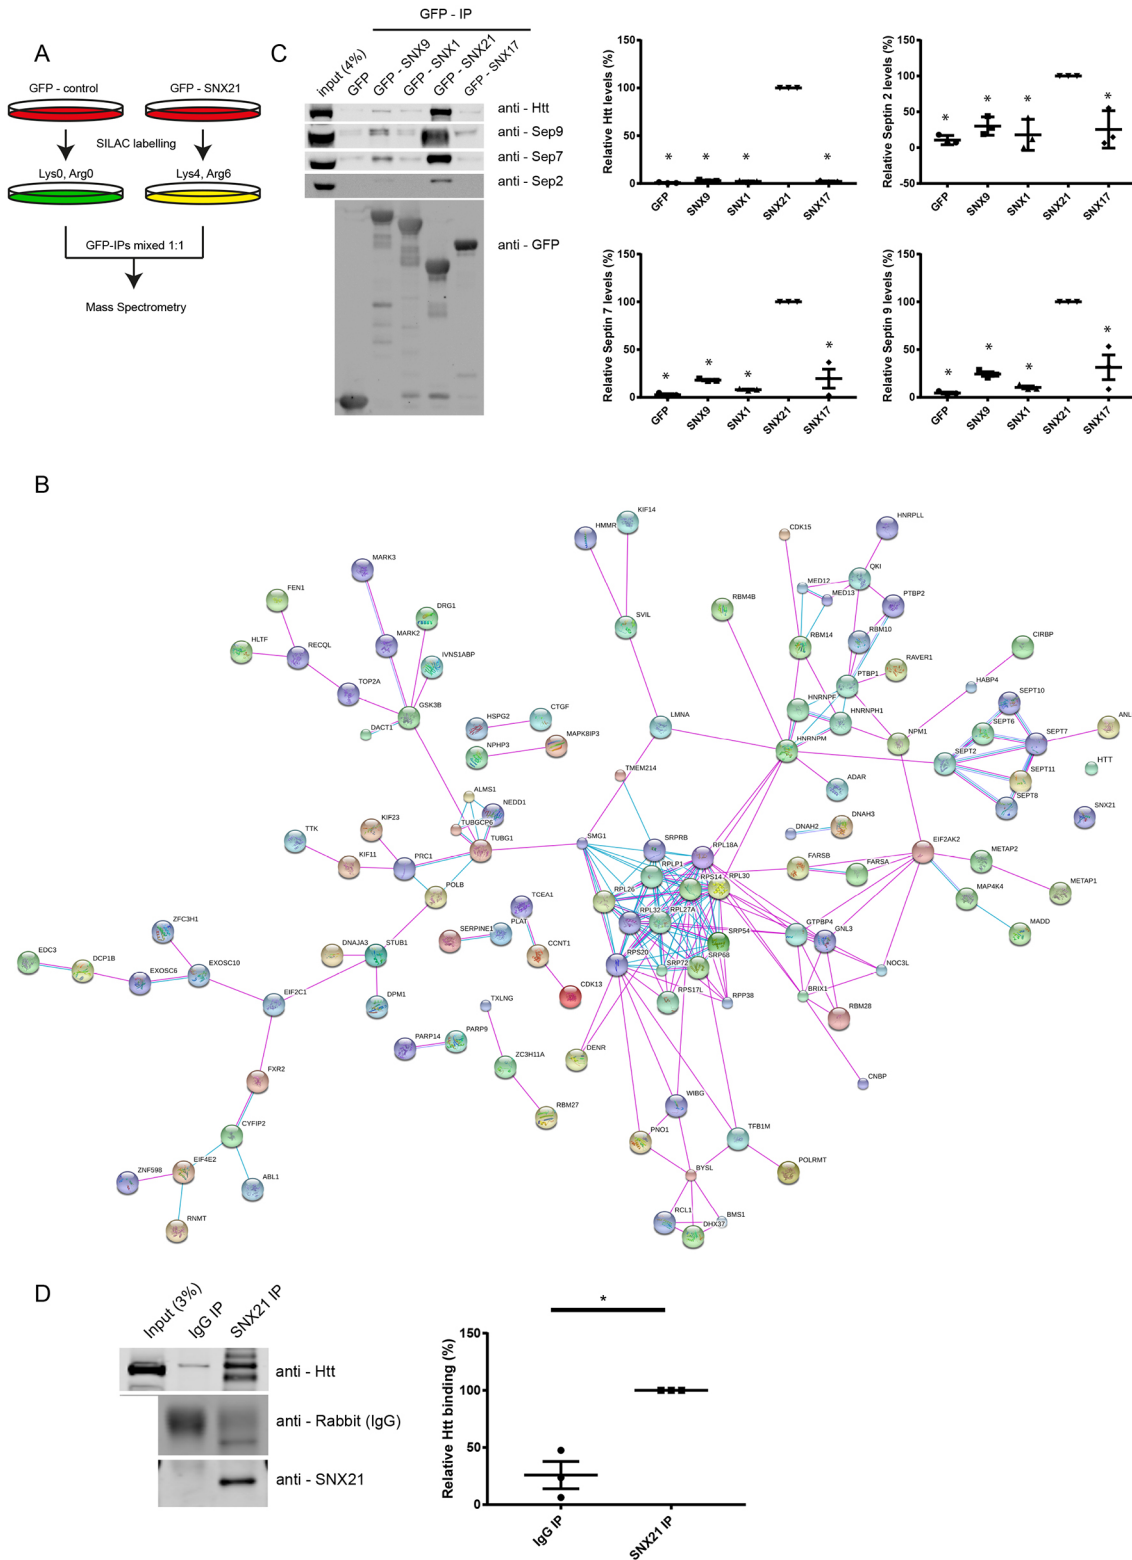 A
GFP - control
GFP - SNX21
SILAC labelling
Lys0, Arg0
Lys4, Arg6
GFP-IPs mixed 1:1
Mass Spectrometry
C
GFP - IP
input (4%)
GFP
GFP - SNX9
GFP - SNX1
GFP - SNX21
GFP - SNX17
anti - Htt
anti - Sep9
anti - Sep7
anti - Sep2
anti - GFP
Relative Htt levels (%)
150
100
50
0
*
*
*
*
GFP
SNX9
SNX1
SNX21
SNX17
Relative Septin 2 levels (%)
150
100
50
0
-50
*
*
*
*
GFP
SNX9
SNX1
SNX21
SNX17
Relative Septin 7 levels (%)
150
100
50
0
*
*
*
*
GFP
SNX9
SNX1
SNX21
SNX17
Relative Septin 9 levels (%)
150
100
50
0
*
*
*
*
GFP
SNX9
SNX1
SNX21
SNX17
B
KIF14
HMMR
HNRPLL
CDK15
MARK3
QKI
MED12
MED13
FEN1
PTBP2
RBM4B
DRG1
SVIL
RBM14
RBM10
HLTF
MARK2
CIRBP
RECQL
IVNS1ABP
RAVER1
PTBP1
HABP4
TOP2A
SEPT10
HNRNPF
GSK3B
CTGF
HSPG2
LMNA
HNRNPH1
SEPT6
ANL
DACT1
NPM1
SEPT7
MAPK8IP3
NPHP3
HNRNPM
SEPT2
HTT
SEPT11
TMEM214
ADAR
SEPT8
ALMS1
SNX21
NEDD1
KIF23
TUBGCP6
DNAH3
DNAH2
TTK
TUBG1
SMG1
SRPRB
RPL18A
EIF2AK2
KIF11
PRC1
RPLP1
FARSB
FARSA
METAP2
RPS14
RPL30
POLB
RPL26
METAP1
TCEA1
MAP4K4
RPL32
RPL27A
ZFC3H1
SERPINE1
PLAT
GTPBP4
MADD
GNL3
DNAJA3
STUB1
SRP54
EDC3
DCP1B
CCNT1
RPS20
SRP68
SRP72
NOC3L
EXOSC6
EXOSC10
EIF2C1
DPM1
CDK13
BRIX1
TXLNG
RPS17L
RPP38
RBM28
PARP14
PARP9
DENR
ZC3H11A
CNBP
FXR2
WIBG
RBM27
CYFIP2
PNO1
TFB1M
EIF4E2
POLRMT
ZNF598
ABL1
BYSL
RNMT
RCL1
BMS1
DHX37
D
Input (3%)
IgG IP
SNX21 IP
anti - Htt
anti - Rabbit (IgG)
anti - SNX21
*
Relative Htt binding (%)
150
100
50
0
IgG IP
SNX21 IP